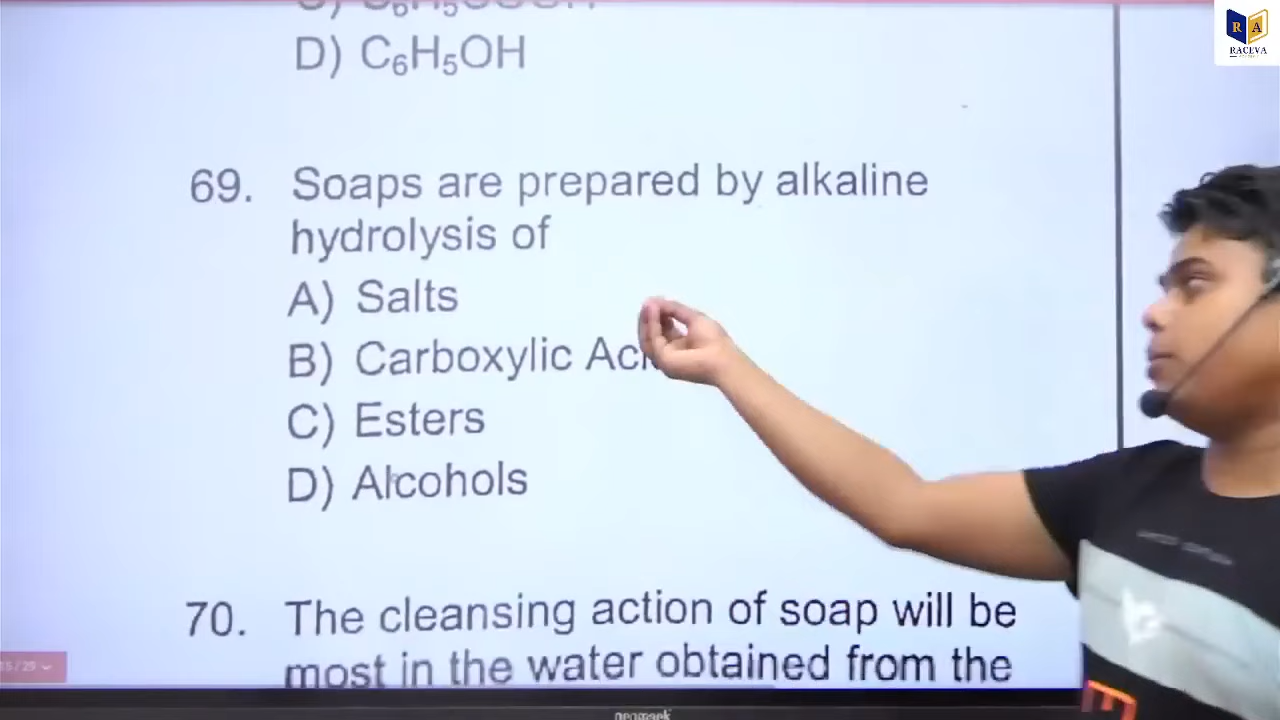 D) C₆H₅OH
69. Soaps are prepared by alkaline
hydrolysis of
A) Salts
B) Carboxylic
C) Esters
D) Alcohols
70. The cleansing action of soap will be
most in the water obtained from the
R A
RACEVA